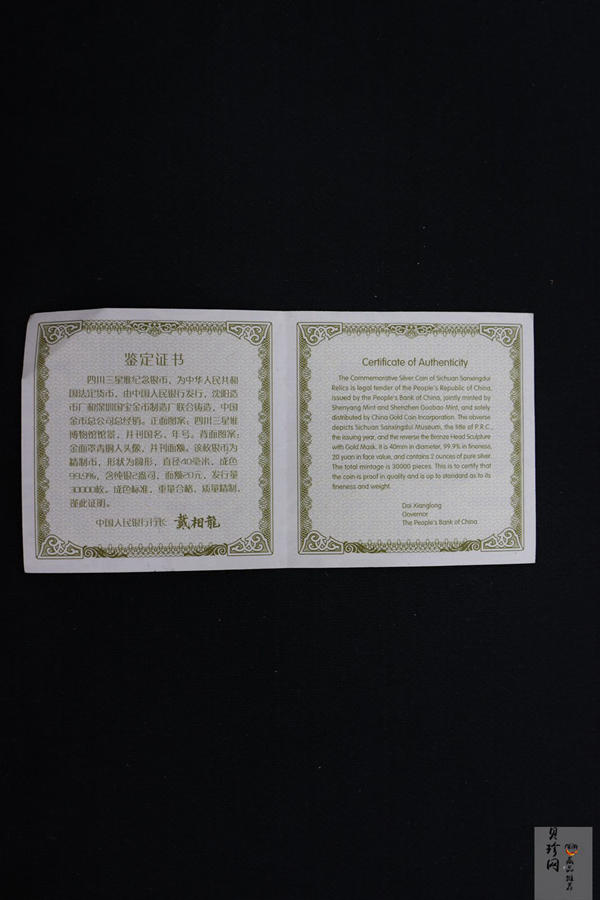 鉴定证书
四川三星堆纪念银币，为中华人民共和
国法定货币，由中国人民银行发行，沈阳造
币厂和深圳国宝金币制造厂联合铸造，中国
金币总公司总经销。正面图案：四川三星堆
博物馆馆景，并刊国名、年号。背面图案：
金面罩青铜人头像，并刊面额。该枚银币为
精制币，形状为圆形，直径40毫米，成色
99.9%，含纯银2盎司，面额20元，发行量
30000枚。成色标准，重量合格，质量精制，
谨此证明。
中国人民银行行长 戴相龍
Certificate of Authenticity
The Commemorative Silver Coin of Sichuan Sanxingdui
Relics is legal tender of the People's Republic of China,
issued by the People's Bank of China, jointly minted by
Shenyang Mint and Shenzhen Guobao Mint, and solely
distributed by China Gold Coin Incorporation. The obverse
depicts Sichuan Sanxingdui Museum, the title of P.R.C.,
the issuing year, and the reverse the Bronze Head Sculpture
with Gold Mask. It is 40mm in diameter, 99.9% in fineness,
20 yuan in face value, and contains 2 ounces of pure silver.
The total mintage is 30000 pieces. This is to certify that
the coin is proof in quality and is up to standard as to its
fineness and weight.
Dai Xianglong
Governor
The People's Bank of China
贝珍网